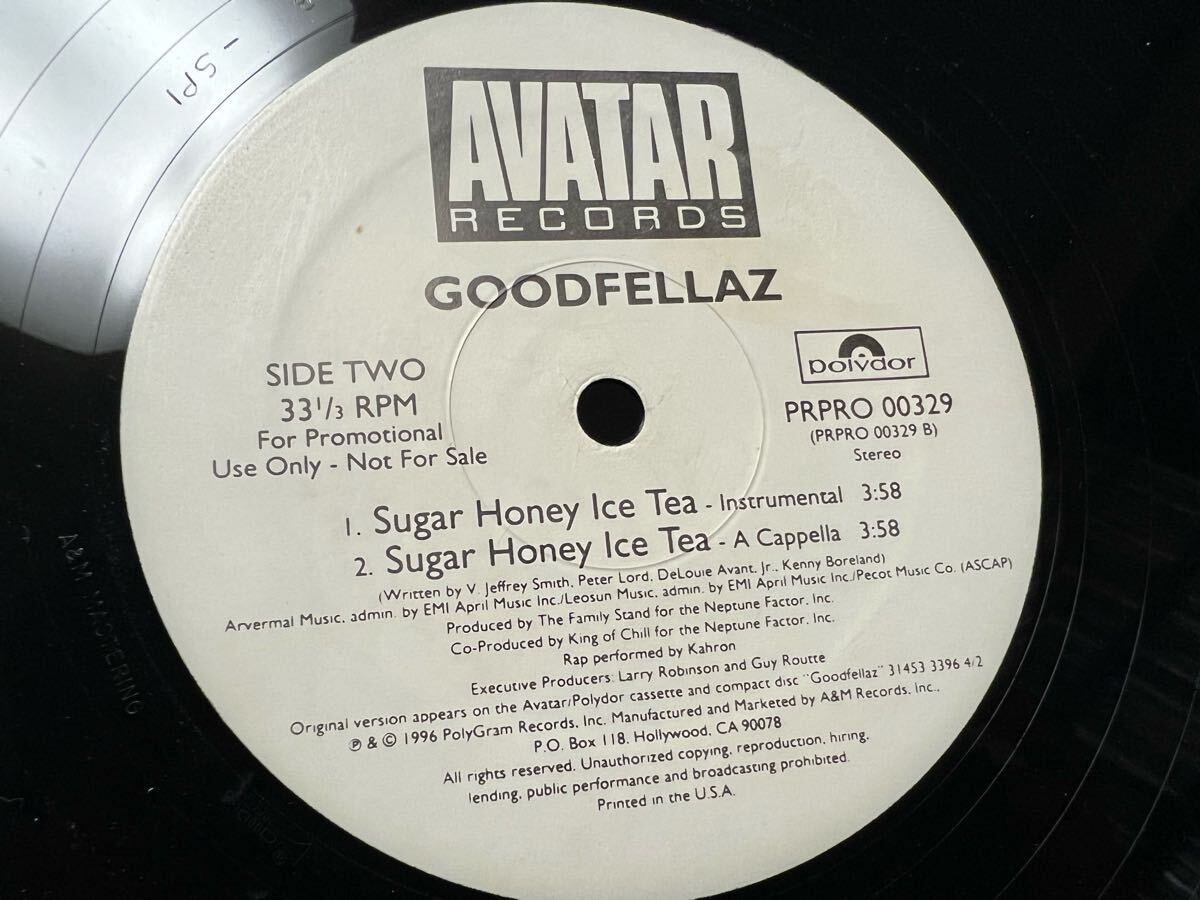 -SP1
AVATAR
RECORDS
GOODFELLAZ
SIDE TWO
33 1/3 RPM
For Promotional
Use Only - Not For Sale
polydor
PRPRO 00329
(PRPRO 00329 B)
Stereo
1. Sugar Honey Ice Tea - Instrumental 3:58
2. Sugar Honey Ice Tea - A Cappella 3:58
(Written by V. Jeffrey Smith, Peter Lord, DeLouie Avant, Jr., Kenny Boreland)
Arvermal Music, admin. by EMI April Music Inc./Leosun Music, admin. by EMI April Music Inc./Pecot Music Co. (ASCAP)
Produced by The Family Stand for the Neptune Factor, Inc.
Co-Produced by King of Chill for the Neptune Factor, Inc.
Rap performed by Kahron
Executive Producers: Larry Robinson and Guy Routte
Original version appears on the Avatar/Polydor cassette and compact disc "Goodfellaz" 31453 3396 4/2
℗ & © 1996 PolyGram Records, Inc. Manufactured and Marketed by A&M Records, Inc.,
P.O. Box 118, Hollywood, CA 90078
All rights reserved. Unauthorized copying, reproduction, hiring,
lending, public performance and broadcasting prohibited.
Printed in the U.S.A.
A&M MASTERING